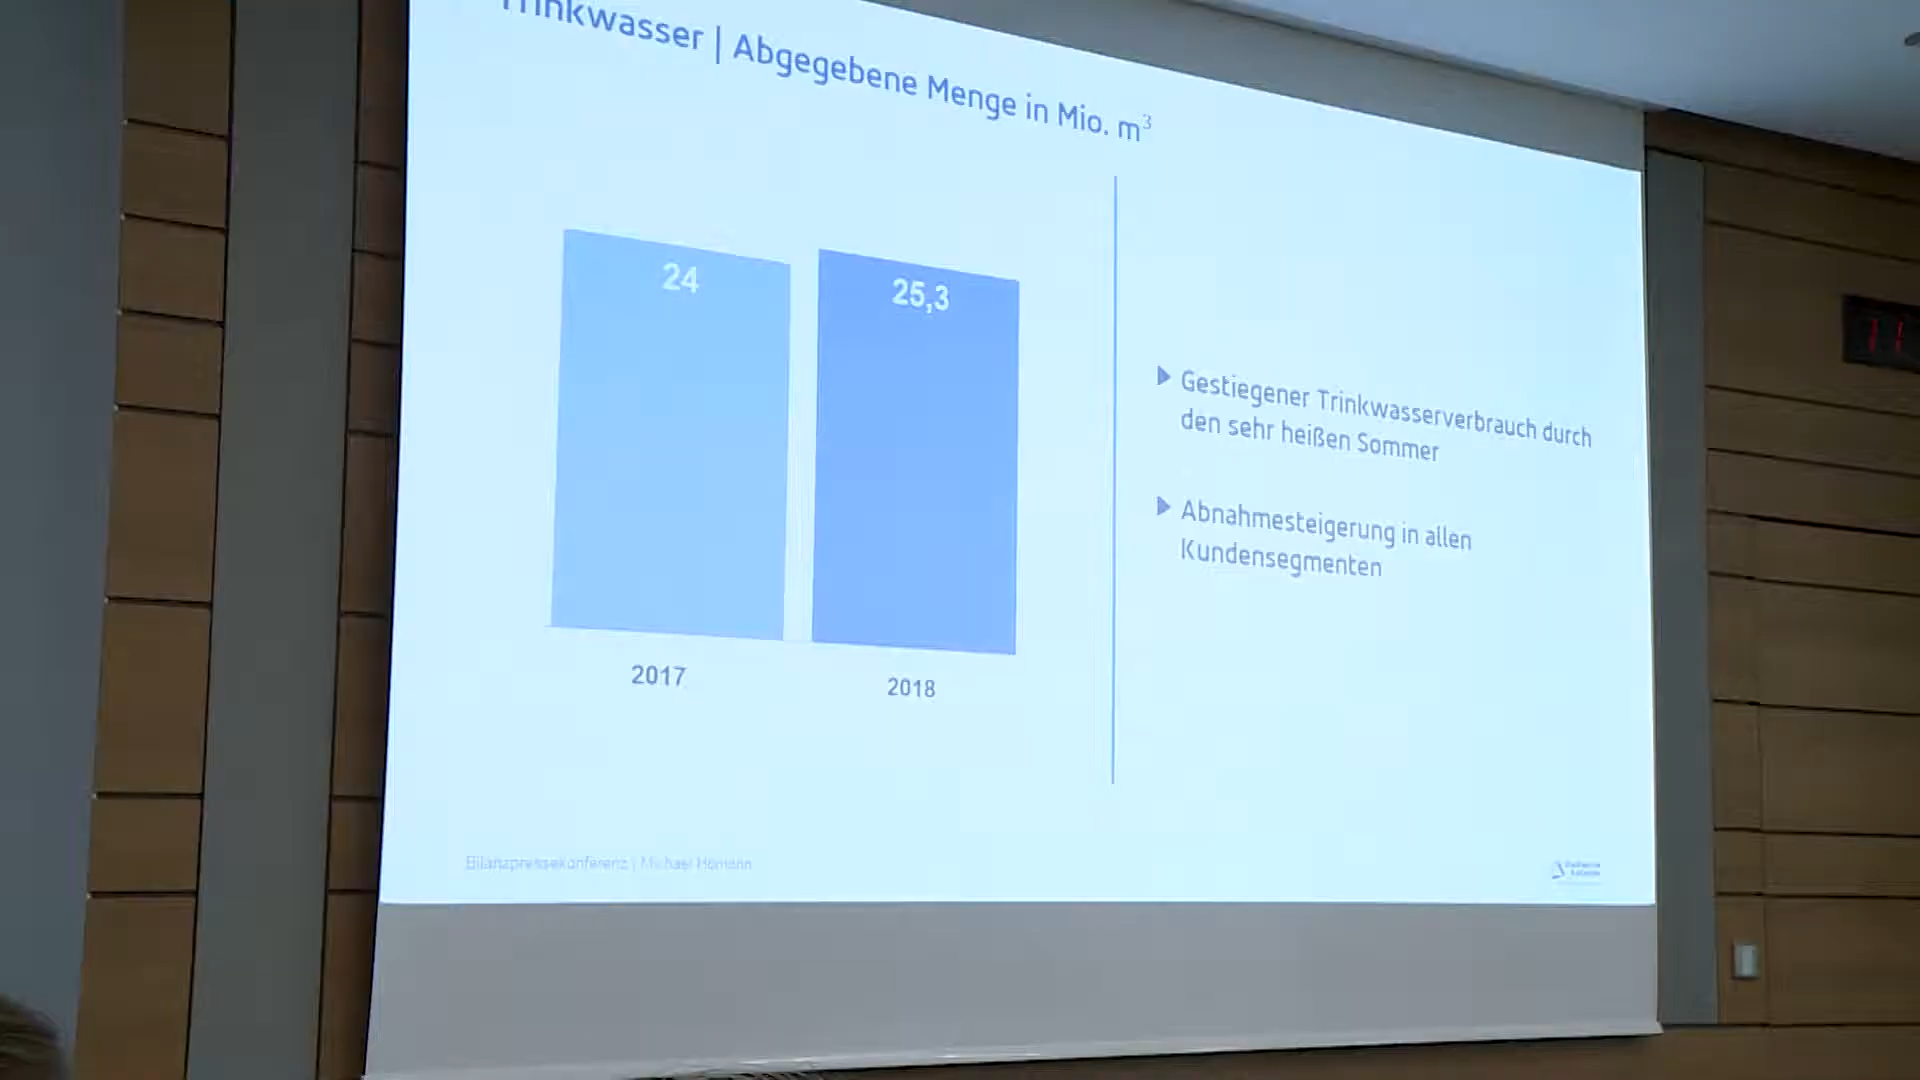 Trinkwasser | Abgegebene Menge in Mio. m³
24
25,3
2017
2018
Gestiegener Trinkwasserverbrauch durch
den sehr heißen Sommer
Abnahmesteigerung in allen
Kundensegmenten
Bilanzpressekonferenz | Michael Homann